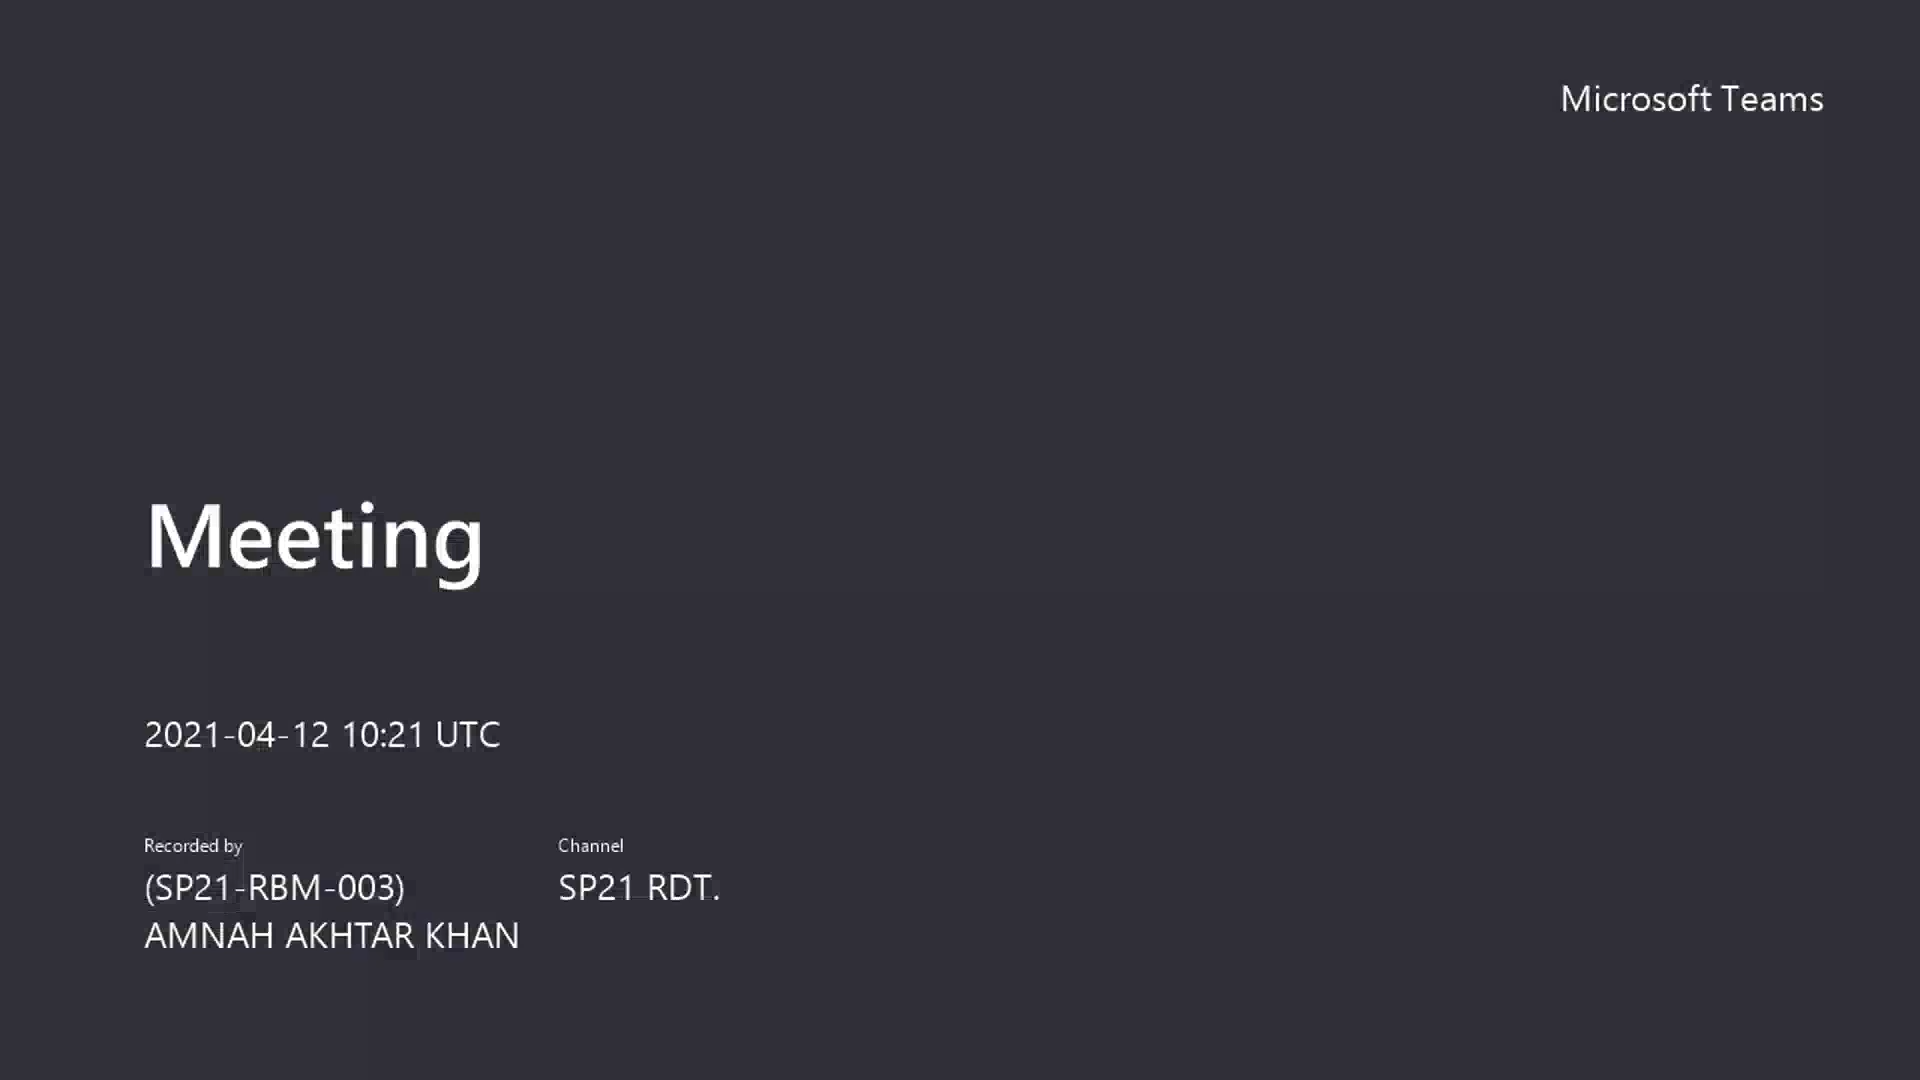 Microsoft Teams
Meeting
2021-04-12 10:21 UTC
Recorded by
(SP21-RBM-003)
AMNAH AKHTAR KHAN
Channel
SP21 RDT.